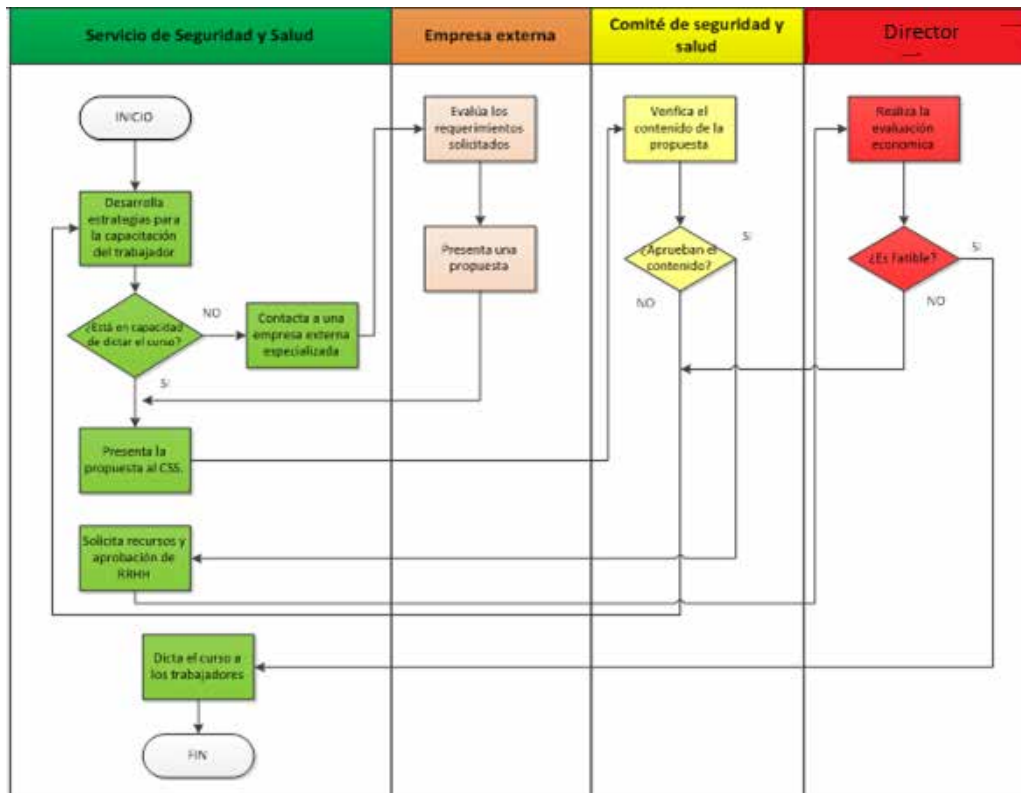 Servicio de Seguridad y Salud
Empresa externa
Comité de seguridad y
salud
Director
INICIO
Evalúa los
requerimientos
solicitados
Verifica el
contenido de la
propuesta
Realiza la
evaluación
economica
Desarrolla
estrategias para
la capacitación
del trabajador
Presenta una
propuesta
¿Aprueban el
contenido?
SI
NO
¿Es Fatible?
SI
NO
¿Está en capacidad
de dictar el curso?
NO
Contacta a una
empresa externa
especializada
SI
Presenta la
propuesta al CSS.
Solicita recursos y
aprobación de
RRHH
Dicta el curso a
los trabajadores
FIN